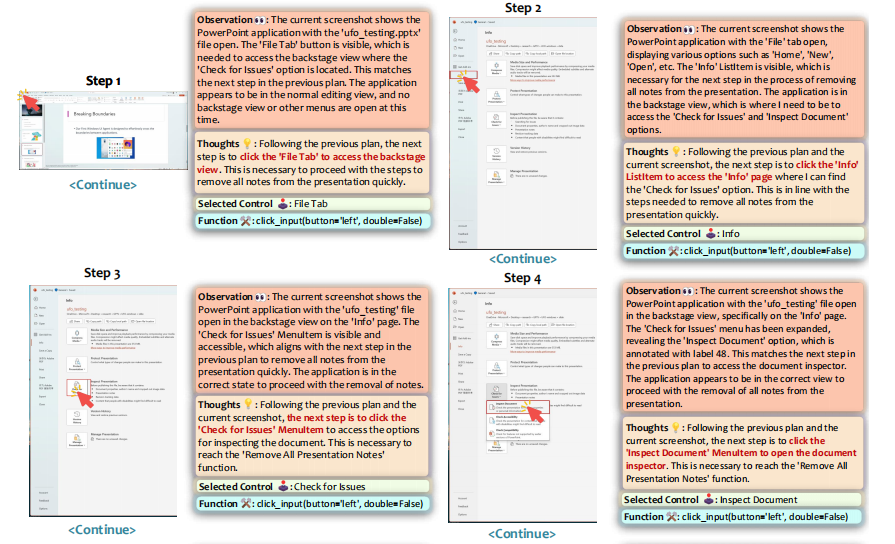 Step 1
<Continue>
Observation 👀: The current screenshot shows the
PowerPoint application with the 'ufo_testing.pptx'
file open. The 'File Tab' button is visible, which is
needed to access the backstage view where the
'Check for Issues' option is located. This matches
the next step in the previous plan. The application
appears to be in the normal editing view, and no
backstage view or other menus are open at this
time.
Thoughts 💡: Following the previous plan, the next
step is to click the 'File Tab' to access the backstage
view. This is necessary to proceed with the steps to
remove all notes from the presentation quickly.
Selected Control 🕹️: File Tab
Function 🛠️: click_input(button='left', double=False)
Breaking Boundaries
Step 2
Info
ufo_testing
<Continue>
Observation 👀: The current screenshot shows the
PowerPoint application with the 'File' tab open,
displaying various options such as 'Home', 'New',
'Open', etc. The 'Info' ListItem is visible, which is
necessary for the next step in the process of removing
all notes from the presentation. The application is in
the backstage view, which is where I need to be to
access the 'Check for Issues' and 'Inspect Document'
options.
Thoughts 💡: Following the previous plan and the
current screenshot, the next step is to click the 'Info'
ListItem to access the 'Info' page where I can find
the 'Check for Issues' option. This is in line with the
steps needed to remove all notes from the
presentation quickly.
Selected Control 🕹️: Info
Function 🛠️: click_input(button='left', double=False)
Step 3
Info
ufo_testing
<Continue>
Observation 👀: The current screenshot shows the
PowerPoint application with the 'ufo_testing' file
open in the backstage view on the 'Info' page. The
'Check for Issues' MenuItem is visible and
accessible, which aligns with the next step in the
previous plan to remove all notes from the
presentation quickly. The application is in the
correct state to proceed with the removal of notes.
Thoughts 💡: Following the previous plan and the
current screenshot, the next step is to click the
'Check for Issues' MenuItem to access the options
for inspecting the document. This is necessary to
reach the 'Remove All Presentation Notes'
function.
Selected Control 🕹️: Check for Issues
Function 🛠️: click_input(button='left', double=False)
Step 4
Info
ufo_testing
<Continue>
Observation 👀: The current screenshot shows the
PowerPoint application with the 'ufo_testing' file open
in the backstage view, specifically on the 'Info' page.
The 'Check for Issues' menu has been expanded,
revealing the 'Inspect Document' option, which is
annotated with label 48. This matches the next step in
the previous plan to access the document inspector.
The application appears to be in the correct view to
proceed with the removal of all notes from the
presentation.
Thoughts 💡: Following the previous plan and the
current screenshot, the next step is to click the
'Inspect Document' MenuItem to open the document
inspector. This is necessary to reach the 'Remove All
Presentation Notes' function.
Selected Control 🕹️: Inspect Document
Function 🛠️: click_input(button='left', double=False)